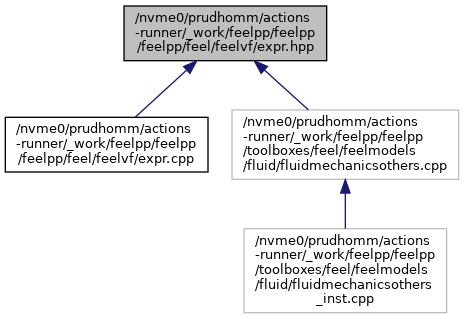 /nvme0/prudhomm/actions
-runner/_work/feelpp/feelpp
/feelpp/feel/feelvf/expr.hpp
/nvme0/prudhomm/actions
-runner/_work/feelpp/feelpp
/feelpp/feel/feelvf/expr.cpp
/nvme0/prudhomm/actions
-runner/_work/feelpp/feelpp
/toolboxes/feel/feelmodels
/fluid/fluidmechanicsothers.cpp
/nvme0/prudhomm/actions
-runner/_work/feelpp/feelpp
/toolboxes/feel/feelmodels
/fluid/fluidmechanicsothers
_inst.cpp